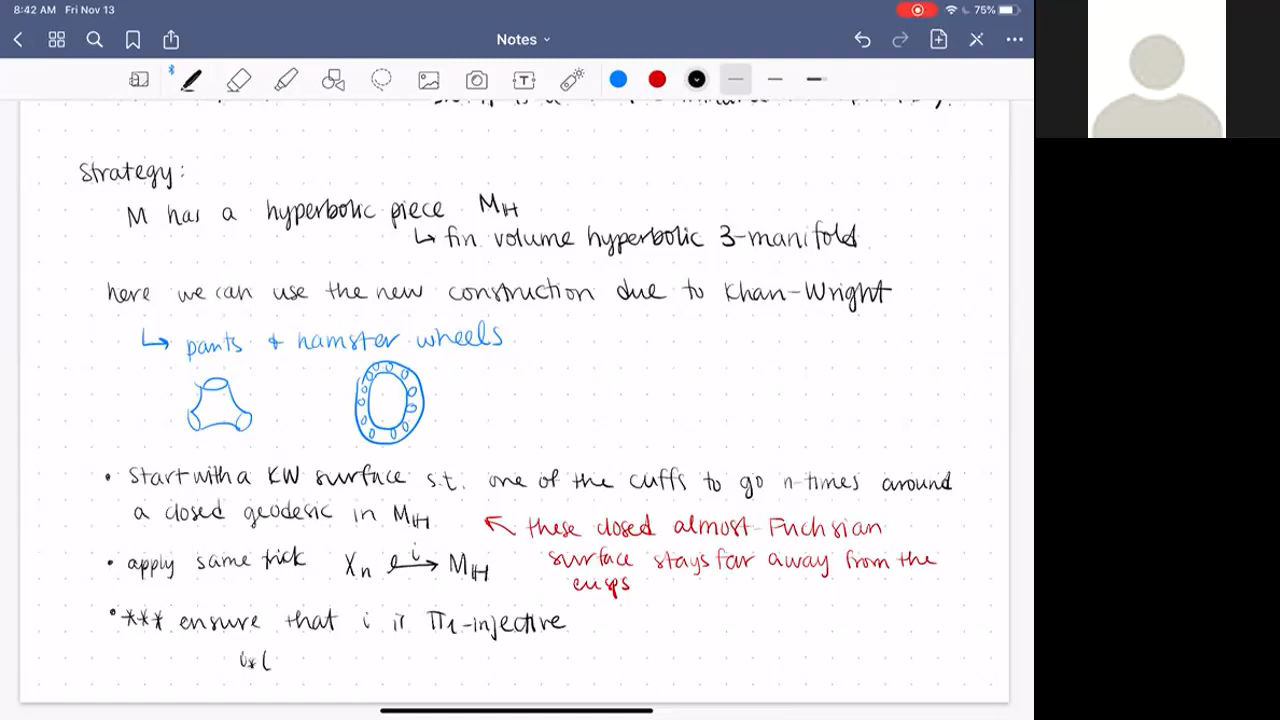 8:42 AM Fri Nov 13
75%
Notes
Strategy:
M has a hyperbolic piece M_H
↳ fin. volume hyperbolic 3-manifold
here we can use the new construction due to Khan-Wright
↳ pants + hamster wheels
• Start with a KW surface s.t. one of the cuffs to go n-times around
a closed geodesic in M_H
these closed almost-Fuchsian
surface stays far away from the
cusps
• apply same trick X_n i↪ M_H
• *** ensure that i is π₁-injective
i*(